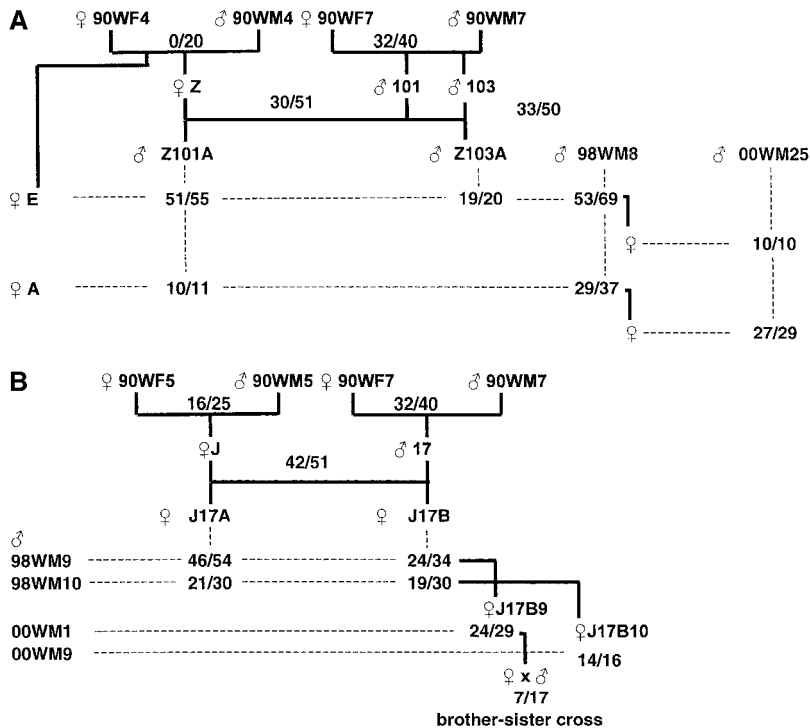 A
♀ 90WF4 ♂ 90WM4 ♀ 90WF7 ♂ 90WM7
0/20 32/40
♀ Z ♂ 101 ♂ 103
30/51 33/50
♂ Z101A ♂ Z103A ♂ 98WM8 ♂ 00WM25
♀ E 51/55 19/20 53/69
♀ 10/10
♀ A 10/11 29/37
♀ 27/29
B
♀ 90WF5 ♂ 90WM5 ♀ 90WF7 ♂ 90WM7
16/25 32/40
♀J ♂ 17
42/51
♀ J17A ♀ J17B
♂
98WM9 46/54 24/34
98WM10 21/30 19/30
♀J17B9
00WM1 24/29 ♀J17B10
00WM9 14/16
♀ x ♂
7/17
brother-sister cross